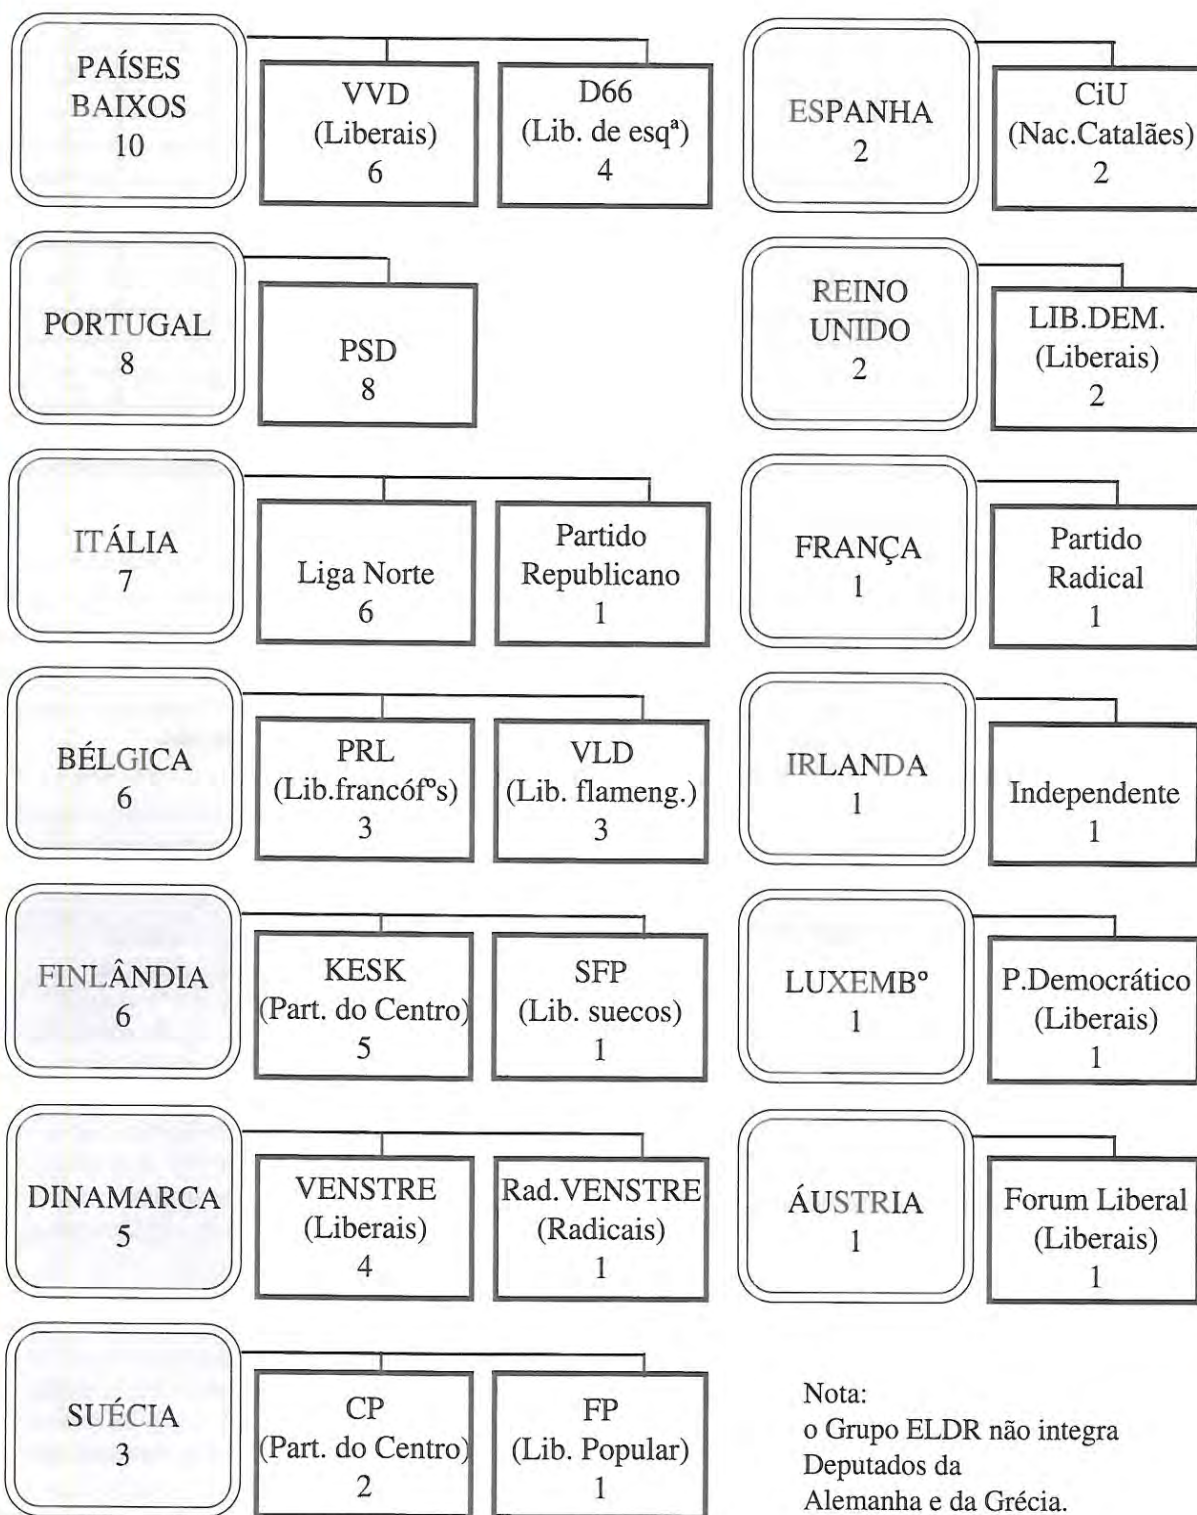 PAÍSES
BAIXOS
10
VVD
(Liberais)
6
D66
(Lib. de esqª)
4
PORTUGAL
8
PSD
8
ITÁLIA
7
Liga Norte
6
Partido
Republicano
1
BÉLGICA
6
PRL
(Lib.francófºs)
3
VLD
(Lib. flameng.)
3
FINLÂNDIA
6
KESK
(Part. do Centro)
5
SFP
(Lib. suecos)
1
DINAMARCA
5
VENSTRE
(Liberais)
4
Rad.VENSTRE
(Radicais)
1
SUÉCIA
3
CP
(Part. do Centro)
2
FP
(Lib. Popular)
1
ESPANHA
2
CiU
(Nac.Catalães)
2
REINO
UNIDO
2
LIB.DEM.
(Liberais)
2
FRANÇA
1
Partido
Radical
1
IRLANDA
1
Independente
1
LUXEMBº
1
P.Democrático
(Liberais)
1
ÁUSTRIA
1
Forum Liberal
(Liberais)
1
Nota:
o Grupo ELDR não integra
Deputados da
Alemanha e da Grécia.